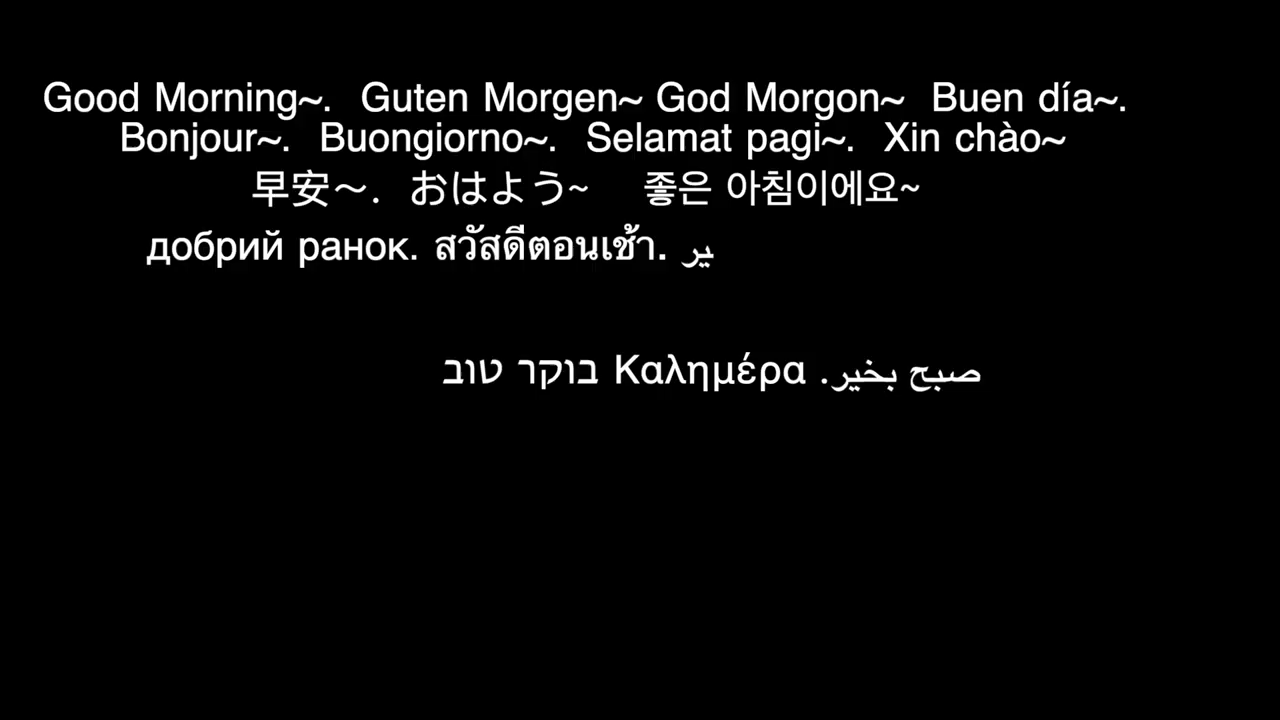 Good Morning~. Guten Morgen~ God Morgon~ Buen día~.
Bonjour~. Buongiorno~. Selamat pagi~. Xin chào~
早安～. おはよう~ 좋은 아침이에요~
добрий ранок. สวัสดีตอนเช้า. ير
صبح بخير. Καλημέρα בוקר טוב